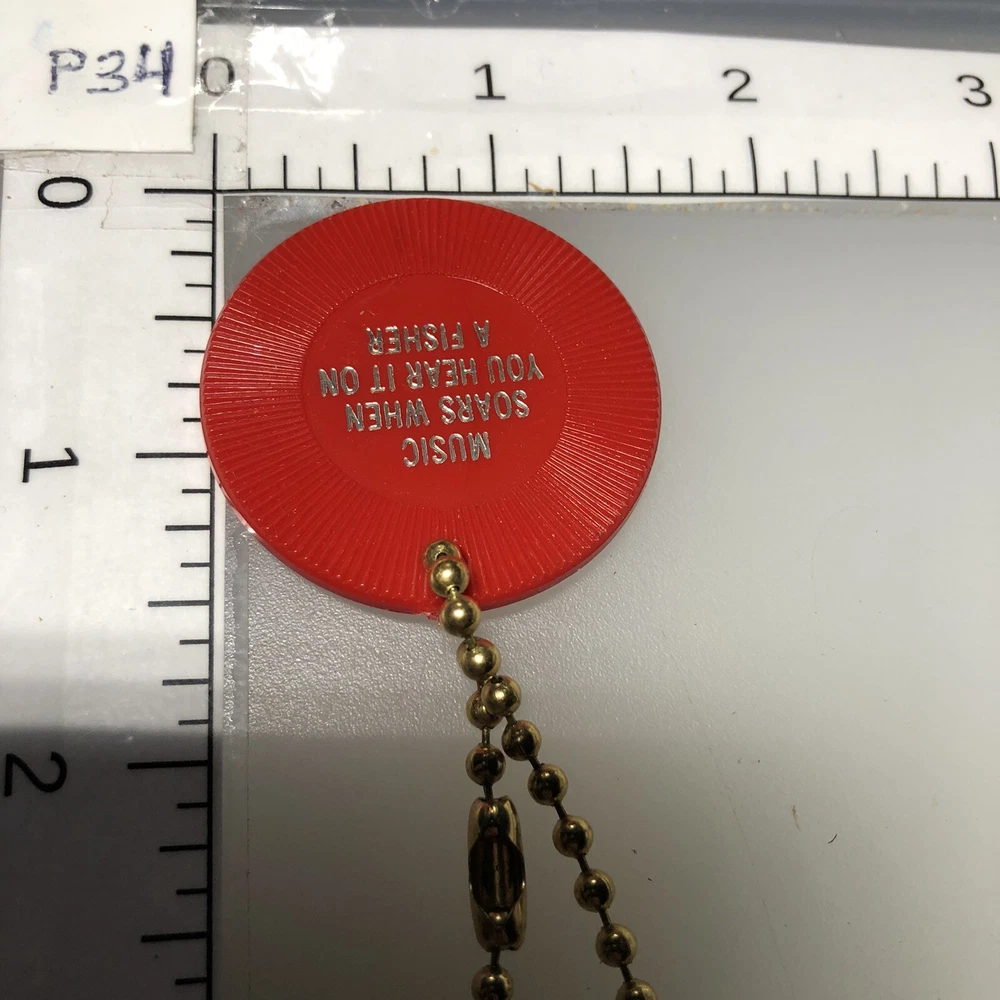 P34
0 1 2 3
0
1
2
MUSIC
SOARS WHEN
YOU HEAR IT ON
A FISHER